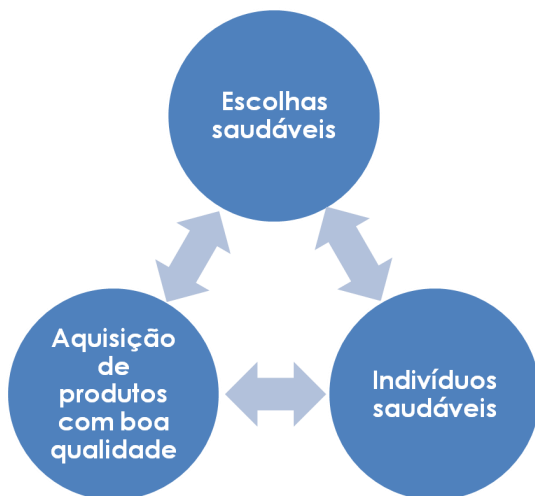 Escolhas
saudáveis
Aquisição
de
produtos
com boa
qualidade
Indivíduos
saudáveis